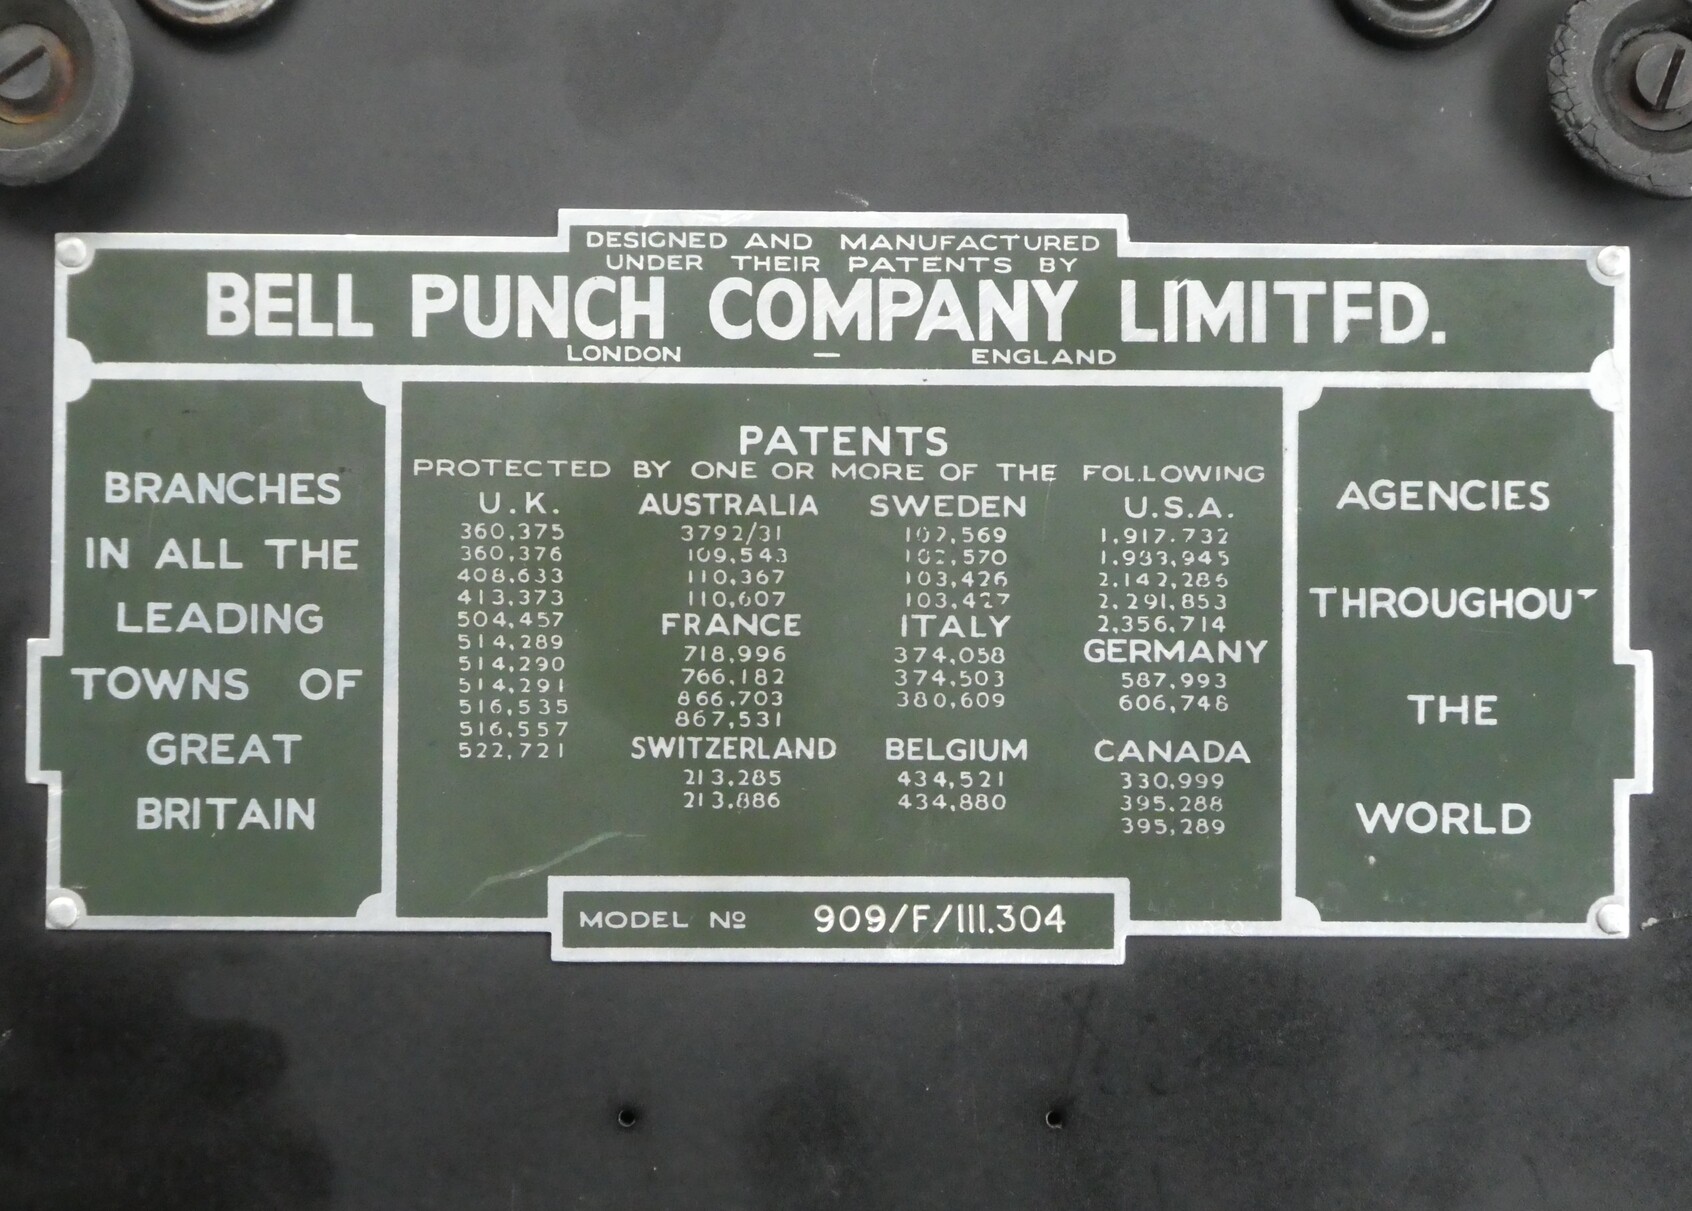 DESIGNED AND MANUFACTURED
UNDER THEIR PATENTS BY
BELL PUNCH COMPANY LIMITED.
LONDON — ENGLAND
BRANCHES
IN ALL THE
LEADING
TOWNS OF
GREAT
BRITAIN
PATENTS
PROTECTED BY ONE OR MORE OF THE FOLLOWING
U.K.
360,375
360,376
408,633
413,373
504,457
514,289
514,290
514,291
516,535
516,557
522,721
AUSTRALIA
3792/31
109,543
110,367
110,607
FRANCE
718,996
766,182
866,703
867,531
SWITZERLAND
213,285
213,886
SWEDEN
102,569
102,570
103,426
103,427
ITALY
374,058
374,503
380,609
BELGIUM
434,521
434,880
U.S.A.
1,917.732
1,933,945
2,142,286
2,291,853
2,356,714
GERMANY
587,993
606,748
CANADA
330,999
395,288
395,289
AGENCIES
THROUGHOUT
THE
WORLD
MODEL Nº 909/F/111.304